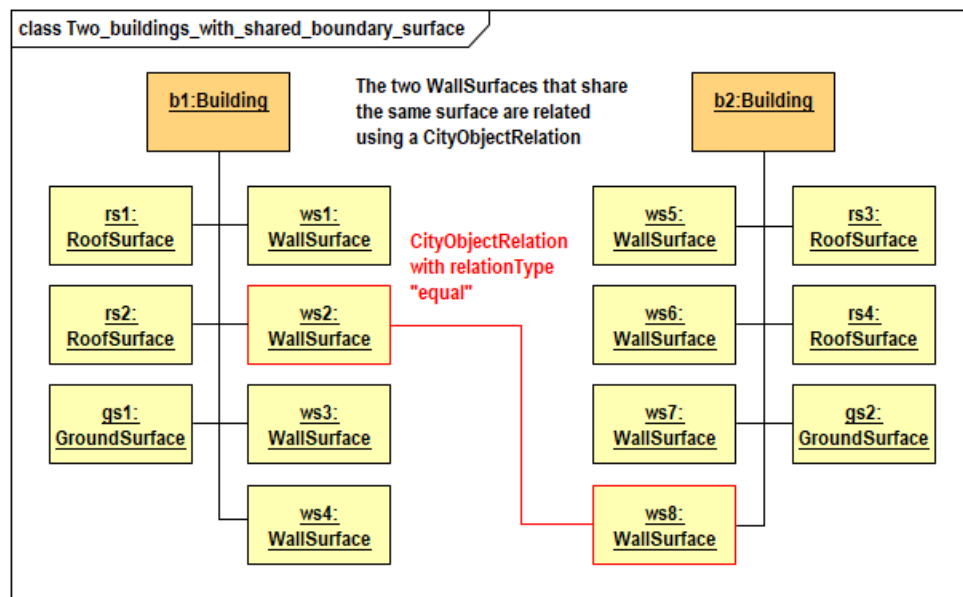 class Two_buildings_with_shared_boundary_surface
b1:Building
The two WallSurfaces that share
the same surface are related
using a CityObjectRelation
b2:Building
rs1:
RoofSurface
ws1:
WallSurface
CityObjectRelation
with relationType
"equal"
ws5:
WallSurface
rs3:
RoofSurface
rs2:
RoofSurface
ws2:
WallSurface
ws6:
WallSurface
rs4:
RoofSurface
gs1:
GroundSurface
ws3:
WallSurface
ws7:
WallSurface
gs2:
GroundSurface
ws4:
WallSurface
ws8:
WallSurface